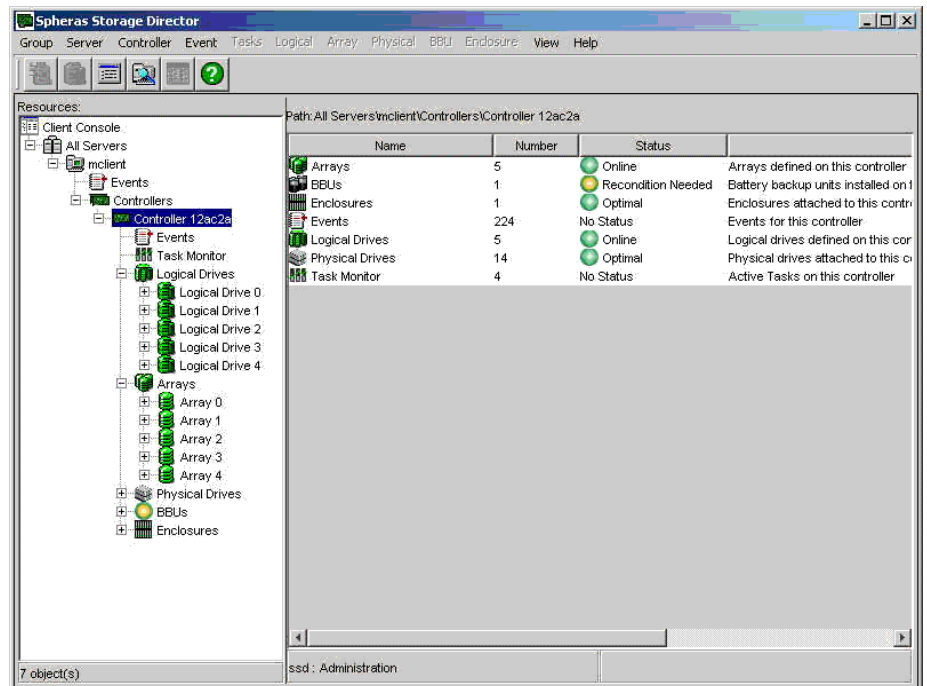 Spheras Storage Director
Group Server Controller Event Tasks Logical Array Physical BBU Enclosure View Help
Resources:
Client Console
All Servers
mclient
Events
Controllers
Controller 12ac2a
Events
Task Monitor
Logical Drives
Logical Drive 0
Logical Drive 1
Logical Drive 2
Logical Drive 3
Logical Drive 4
Arrays
Array 0
Array 1
Array 2
Array 3
Array 4
Physical Drives
BBUs
Enclosures
7 object(s)
Path:All Servers\mclient\Controllers\Controller 12ac2a
Name Number Status
Arrays 5 Online Arrays defined on this controller
BBUs 1 Recondition Needed Battery backup units installed on t
Enclosures 1 Optimal Enclosures attached to this contr
Events 224 No Status Events for this controller
Logical Drives 5 Online Logical drives defined on this cor
Physical Drives 14 Optimal Physical drives attached to this c
Task Monitor 4 No Status Active Tasks on this controller
ssd : Administration